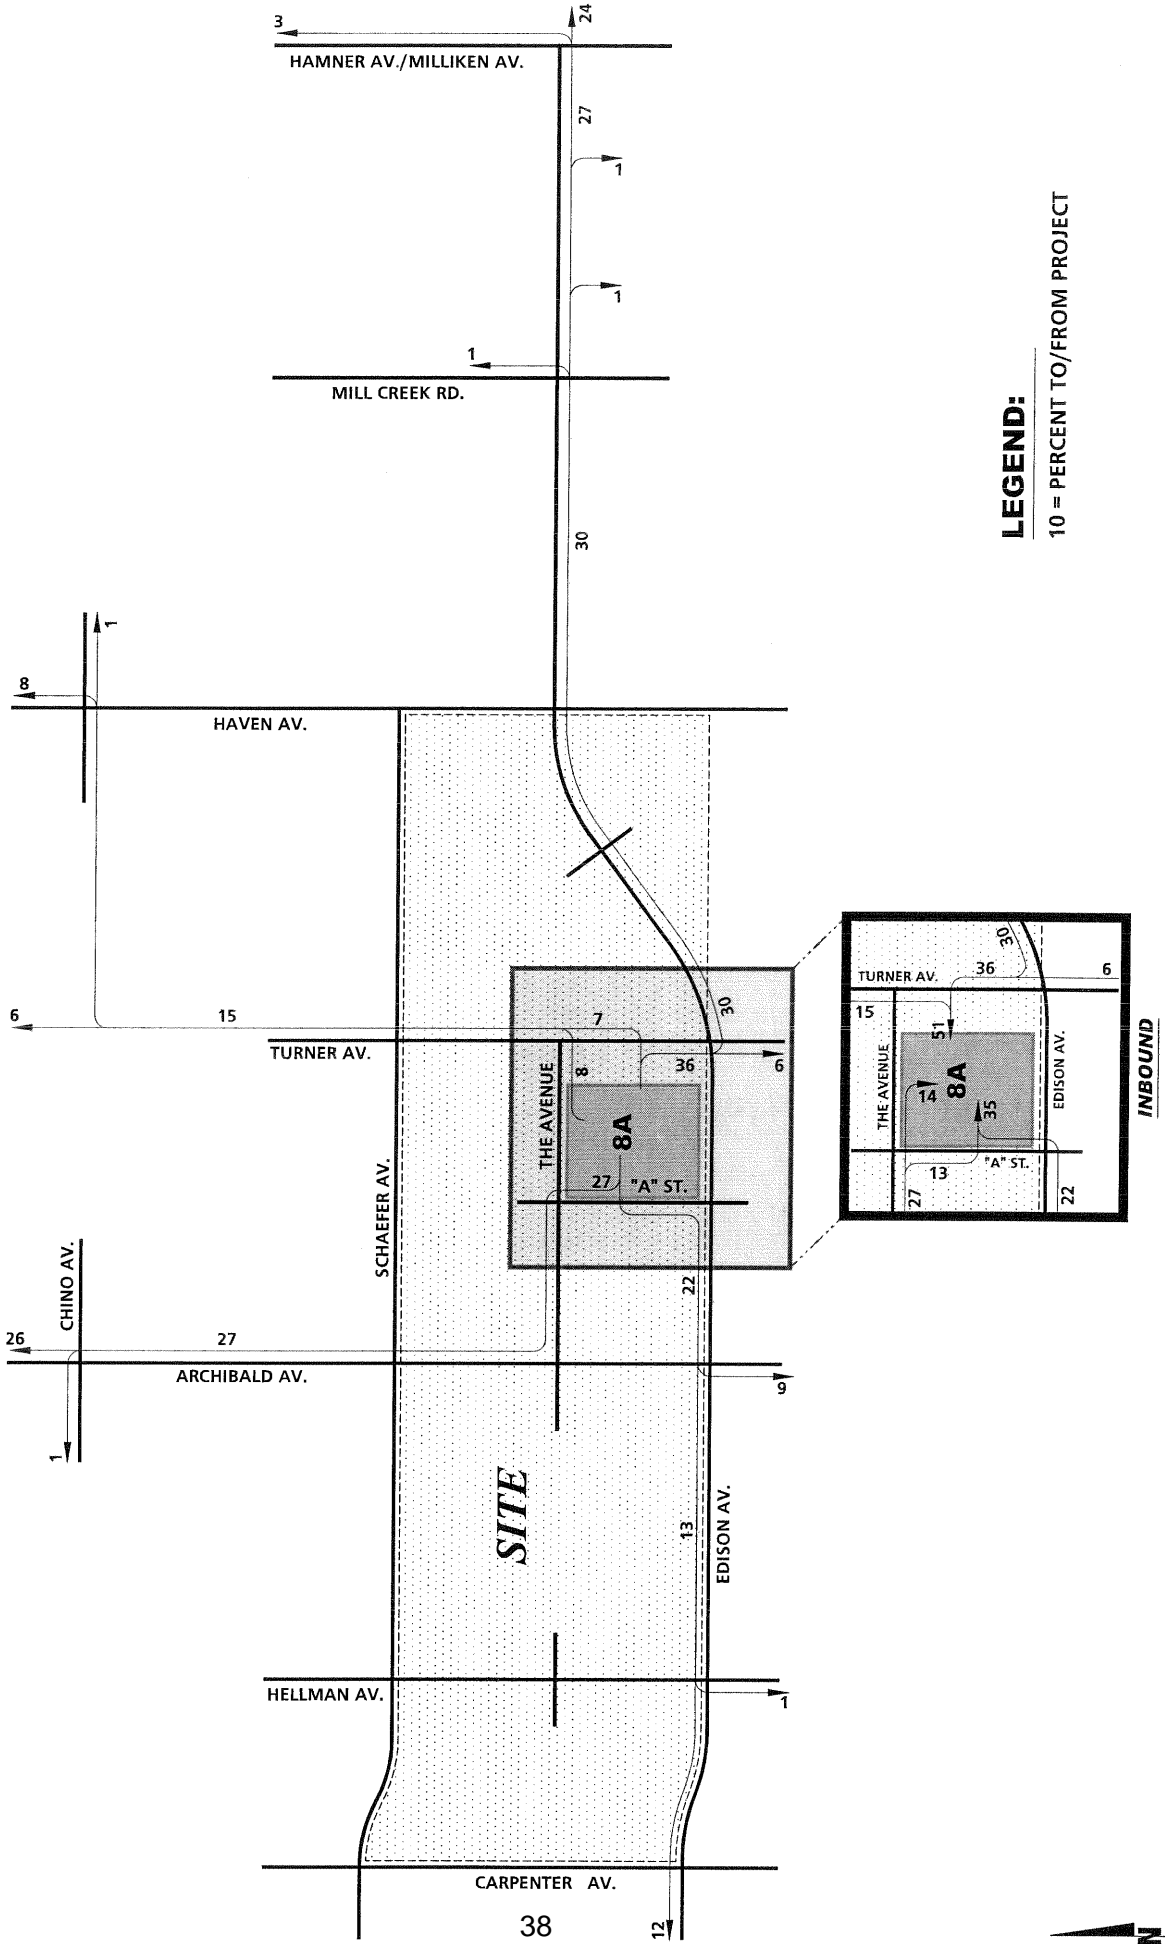 3
24
HAMNER AV./MILLIKEN AV.
27
1
1
1
MILL CREEK RD.
30
LEGEND:
10 = PERCENT TO/FROM PROJECT
1
8
HAVEN AV.
6
15
7
30
TURNER AV.
8
36
6
THE AVENUE
8A
27
"A" ST.
SCHAEFER AV.
22
CHINO AV.
26
27
ARCHIBALD AV.
9
1
SITE
13
EDISON AV.
HELLMAN AV.
1
CARPENTER AV.
12
38
30
TURNER AV.
36
6
15
51
THE AVENUE
8A
14
35
EDISON AV.
13
"A" ST.
27
22
INBOUND
N